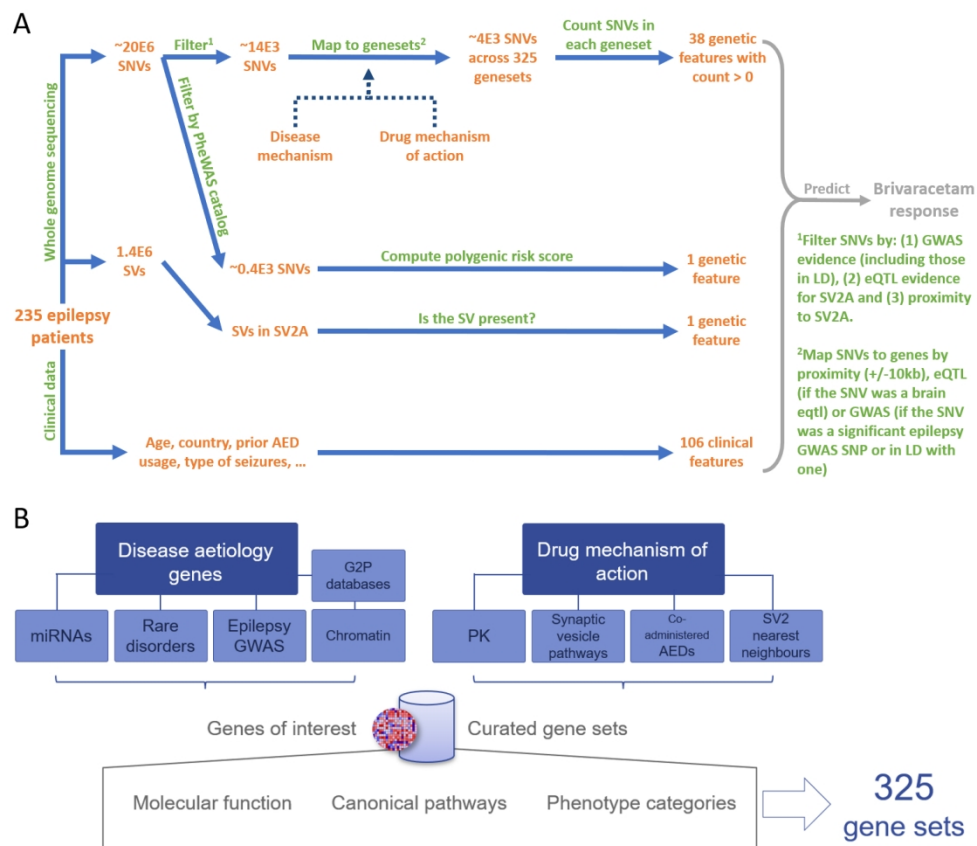 A
~20E6
SNVs
Filter1
~14E3
SNVs
Map to genesets2
~4E3 SNVs
across 325
genesets
Count SNVs in
each geneset
38 genetic
features with
count > 0
Disease
mechanism
Drug mechanism
of action
Whole genome sequencing
Filter by PheWAS catalog
Predict
Brivaracetam
response
1.4E6
SVs
~0.4E3 SNVs
Compute polygenic risk score
1 genetic
feature
235 epilepsy
patients
SVs in SV2A
Is the SV present?
1 genetic
feature
Clinical data
Age, country, prior AED
usage, type of seizures, ...
106 clinical
features
1Filter SNVs by: (1) GWAS
evidence (including those
in LD), (2) eQTL evidence
for SV2A and (3) proximity
to SV2A.
2Map SNVs to genes by
proximity (+/-10kb), eQTL
(if the SNV was a brain
eqtl) or GWAS (if the SNV
was a significant epilepsy
GWAS SNP or in LD with
one)
B
Disease aetiology
genes
G2P
databases
Drug mechanism of
action
miRNAs
Rare
disorders
Epilepsy
GWAS
Chromatin
PK
Synaptic
vesicle
pathways
Co-
administered
AEDs
SV2
nearest
neighbours
Genes of interest
Curated gene sets
Molecular function
Canonical pathways
Phenotype categories
325
gene sets